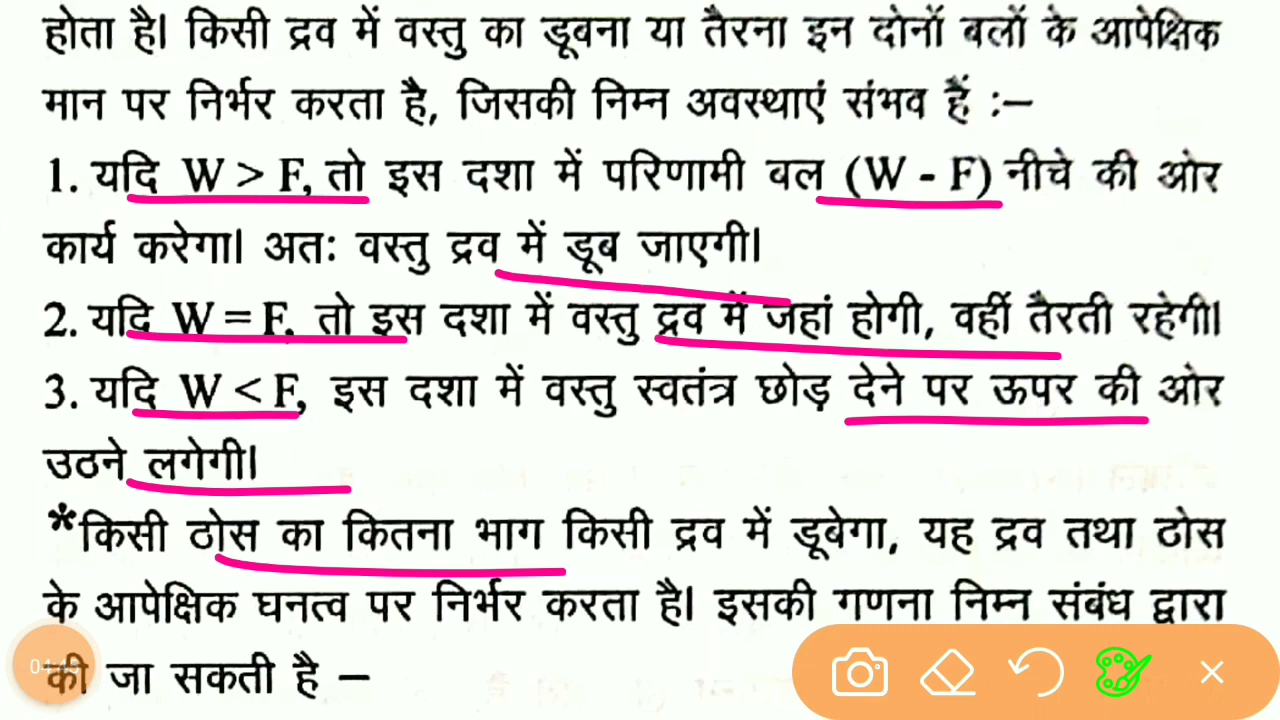 होता है। किसी द्रव में वस्तु का डूबना या तैरना इन दोनों बलों के आपेक्षिक
मान पर निर्भर करता है, जिसकी निम्न अवस्थाएं संभव हैं :–
1. यदि W > F, तो इस दशा में परिणामी बल (W - F) नीचे की ओर
कार्य करेगा। अतः वस्तु द्रव में डूब जाएगी।
2. यदि W = F, तो इस दशा में वस्तु द्रव में जहां होगी, वहीं तैरती रहेगी।
3. यदि W < F, इस दशा में वस्तु स्वतंत्र छोड़ देने पर ऊपर की ओर
उठने लगेगी।
*किसी ठोस का कितना भाग किसी द्रव में डूबेगा, यह द्रव तथा ठोस
के आपेक्षिक घनत्व पर निर्भर करता है। इसकी गणना निम्न संबंध द्वारा
की जा सकती है –